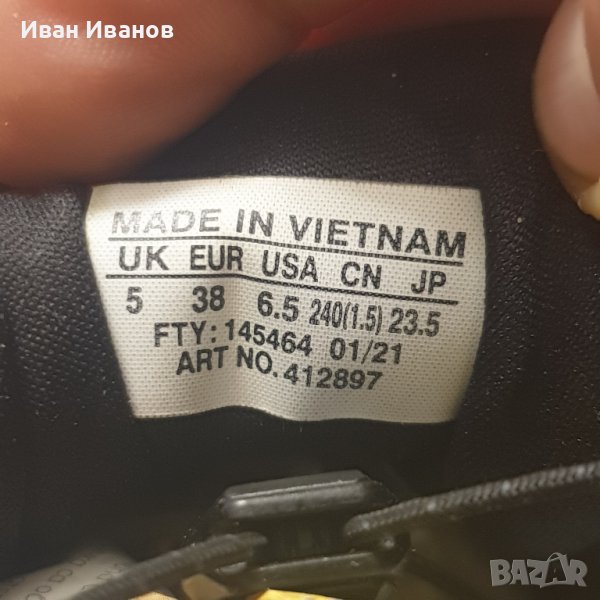 Иван Иванов
MADE IN VIETNAM
UK EUR USA CN JP
5 38 6.5 240(1.5) 23.5
FTY: 145464 01/21
ART NO. 412897
BAZAR